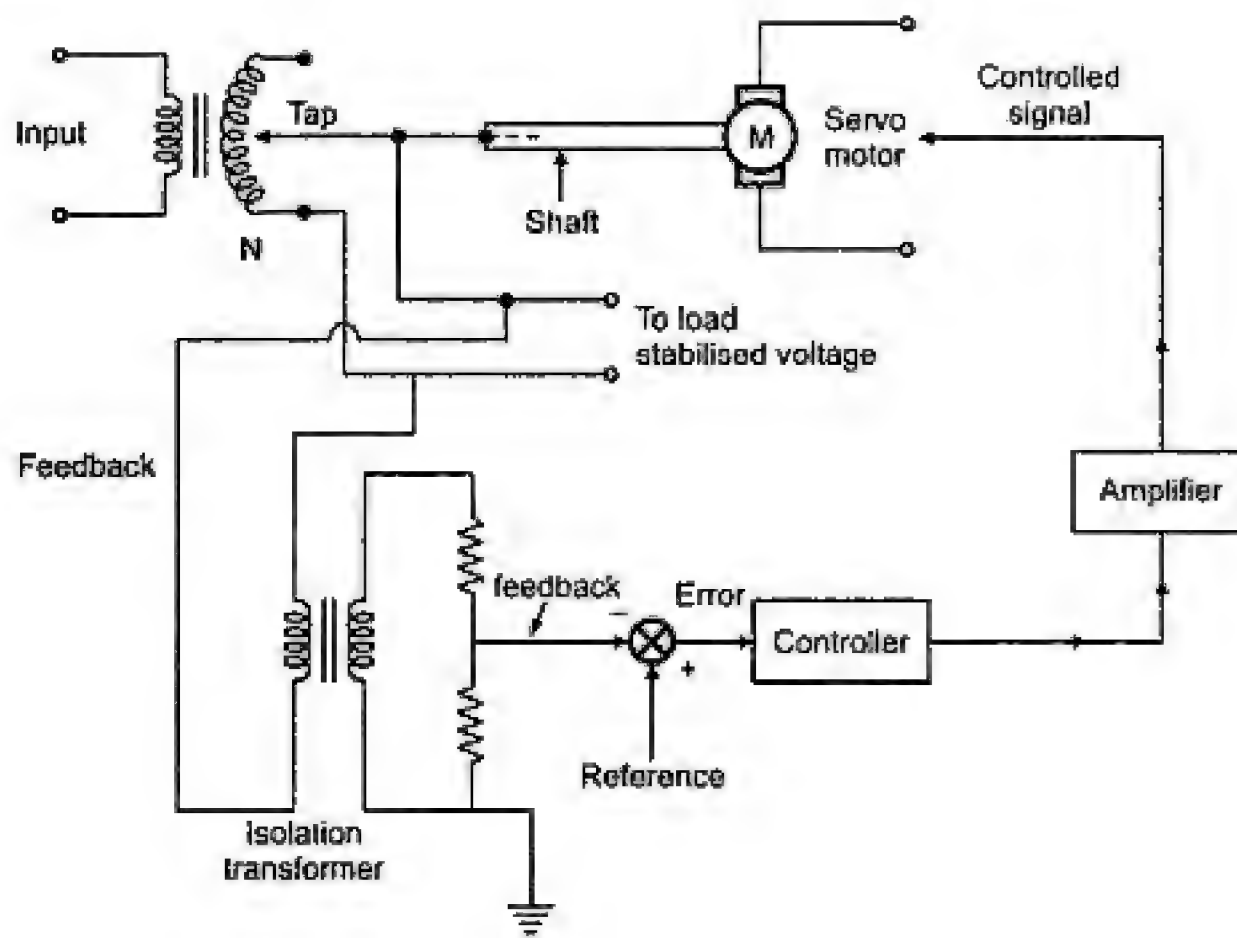 Input
Tap
N
Shaft
M
Servo
motor
Controlled
signal
To load
stabilised voltage
Feedback
Amplifier
feedback
−
Error
+
Controller
Reference
Isolation
transformer